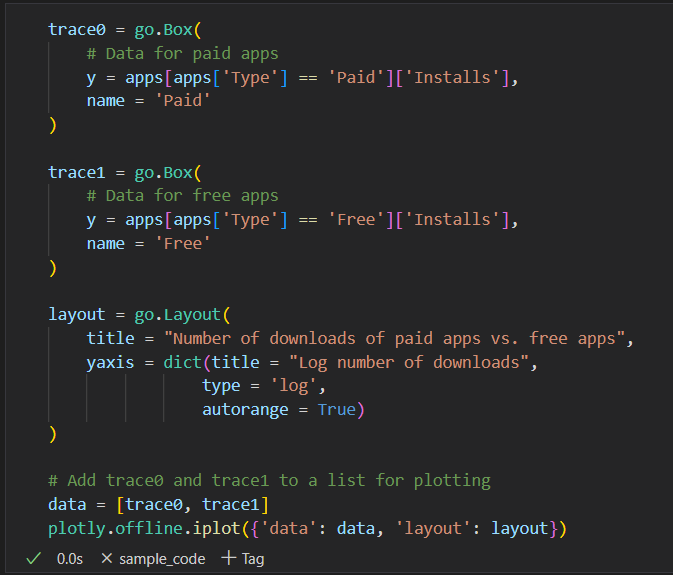 trace0 = go.Box(
    # Data for paid apps
    y = apps[apps['Type'] == 'Paid']['Installs'],
    name = 'Paid'
)

trace1 = go.Box(
    # Data for free apps
    y = apps[apps['Type'] == 'Free']['Installs'],
    name = 'Free'
)

layout = go.Layout(
    title = "Number of downloads of paid apps vs. free apps",
    yaxis = dict(title = "Log number of downloads",
                type = 'log',
                autorange = True)
)

# Add trace0 and trace1 to a list for plotting
data = [trace0, trace1]
plotly.offline.iplot({'data': data, 'layout': layout})
✓ 0.0s × sample_code + Tag